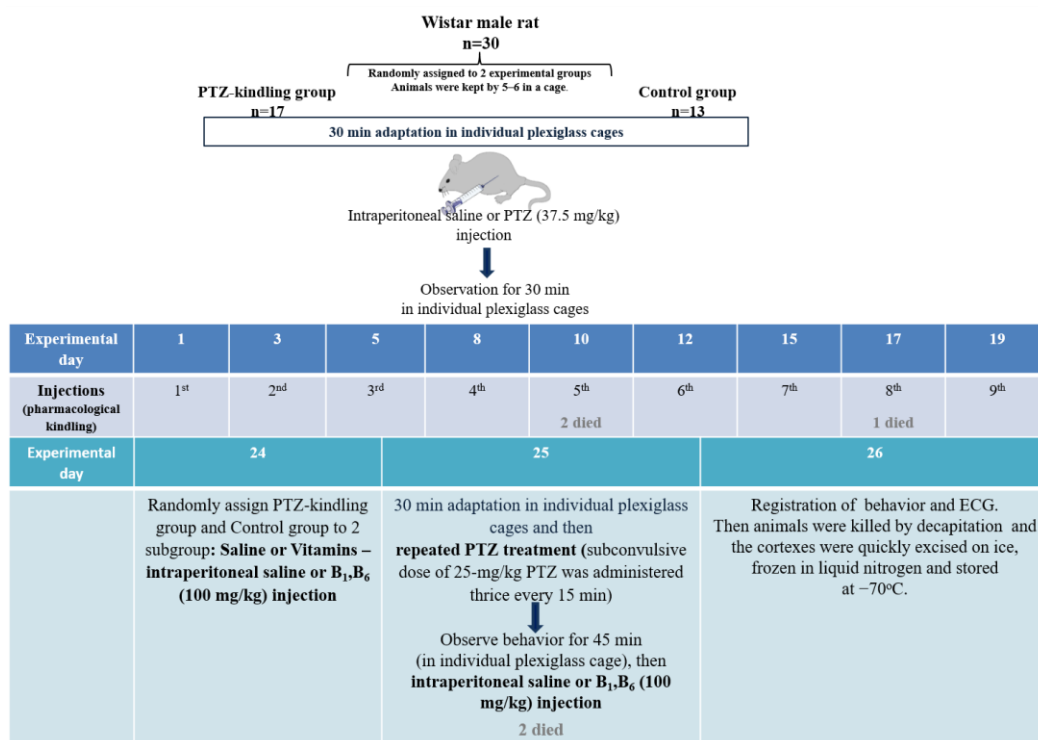 Wistar male rat
n=30
Randomly assigned to 2 experimental groups
Animals were kept by 5–6 in a cage.
PTZ-kindling group
n=17
Control group
n=13
30 min adaptation in individual plexiglass cages
Intraperitoneal saline or PTZ (37.5 mg/kg)
injection
Observation for 30 min
in individual plexiglass cages
Experimental day 1 3 5 8 10 12 15 17 19
Injections (pharmacological kindling) 1st 2nd 3rd 4th 5th 6th 7th 8th 9th
2 died 1 died
Experimental day 24 25 26
Randomly assign PTZ-kindling
group and Control group to 2
subgroup: Saline or Vitamins –
intraperitoneal saline or B1,B6
(100 mg/kg) injection
30 min adaptation in individual plexiglass
cages and then
repeated PTZ treatment (subconvulsive
dose of 25-mg/kg PTZ was administered
thrice every 15 min)
Observe behavior for 45 min
(in individual plexiglass cage), then
intraperitoneal saline or B1,B6 (100
mg/kg) injection
2 died
Registration of behavior and ECG.
Then animals were killed by decapitation and
the cortexes were quickly excised on ice,
frozen in liquid nitrogen and stored
at −70oC.